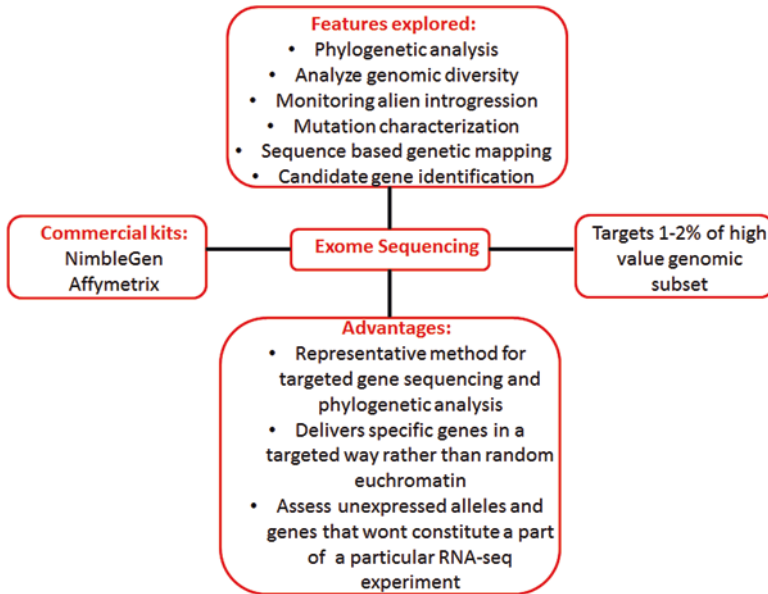 Features explored:
• Phylogenetic analysis
• Analyze genomic diversity
• Monitoring alien introgression
• Mutation characterization
• Sequence based genetic mapping
• Candidate gene identification
Commercial kits:
NimbleGen
Affymetrix
Exome Sequencing
Targets 1-2% of high
value genomic
subset
Advantages:
• Representative method for
targeted gene sequencing and
phylogenetic analysis
• Delivers specific genes in a
targeted way rather than random
euchromatin
• Assess unexpressed alleles and
genes that wont constitute a part
of a particular RNA-seq
experiment